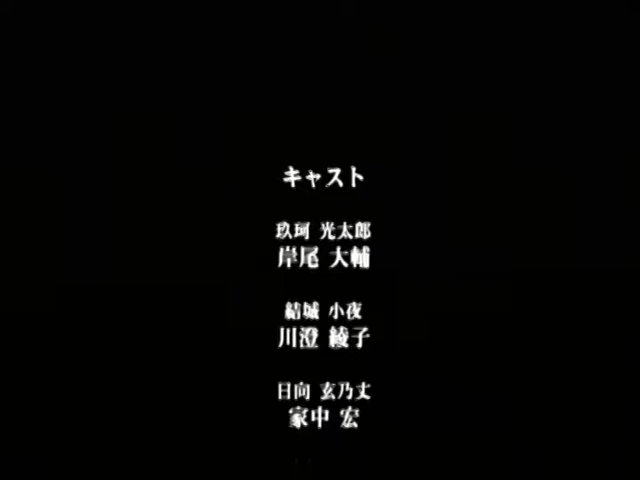 キャスト
玖珂 光太郎
岸尾 大輔
結城 小夜
川澄 綾子
日向 玄乃丈
家中 宏